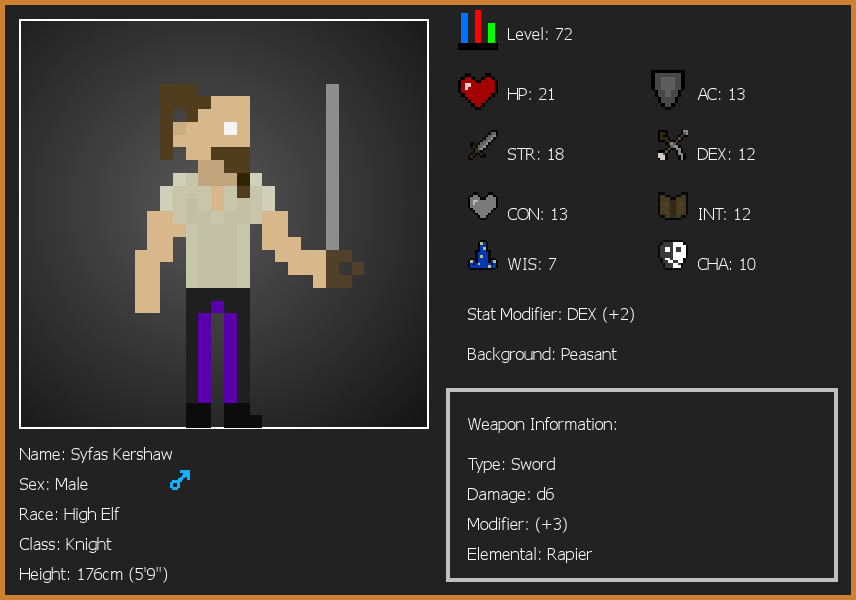 Level: 72
HP: 21
AC: 13
STR: 18
DEX: 12
CON: 13
INT: 12
WIS: 7
CHA: 10
Stat Modifier: DEX (+2)
Background: Peasant
Weapon Information:
Type: Sword
Damage: d6
Modifier: (+3)
Elemental: Rapier
Name: Syfas Kershaw
Sex: Male
Race: High Elf
Class: Knight
Height: 176cm (5'9")